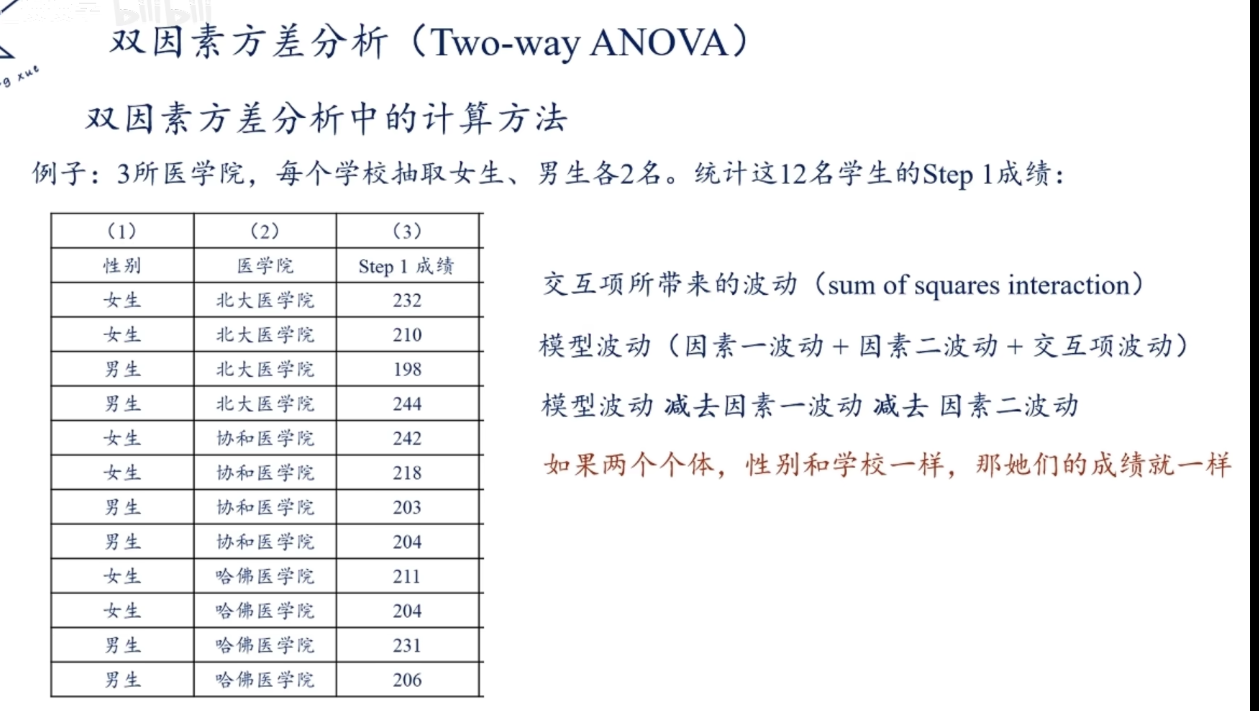 bilibili
g xue
双因素方差分析（Two-way ANOVA）
双因素方差分析中的计算方法
例子：3所医学院，每个学校抽取女生、男生各2名。统计这12名学生的Step 1成绩：
（1） （2） （3）
性别 医学院 Step 1 成绩
女生 北大医学院 232
女生 北大医学院 210
男生 北大医学院 198
男生 北大医学院 244
女生 协和医学院 242
女生 协和医学院 218
男生 协和医学院 203
男生 协和医学院 204
女生 哈佛医学院 211
女生 哈佛医学院 204
男生 哈佛医学院 231
男生 哈佛医学院 206
交互项所带来的波动（sum of squares interaction）
模型波动（因素一波动 + 因素二波动 + 交互项波动）
模型波动 减去因素一波动 减去 因素二波动
如果两个个体，性别和学校一样，那她们的成绩就一样